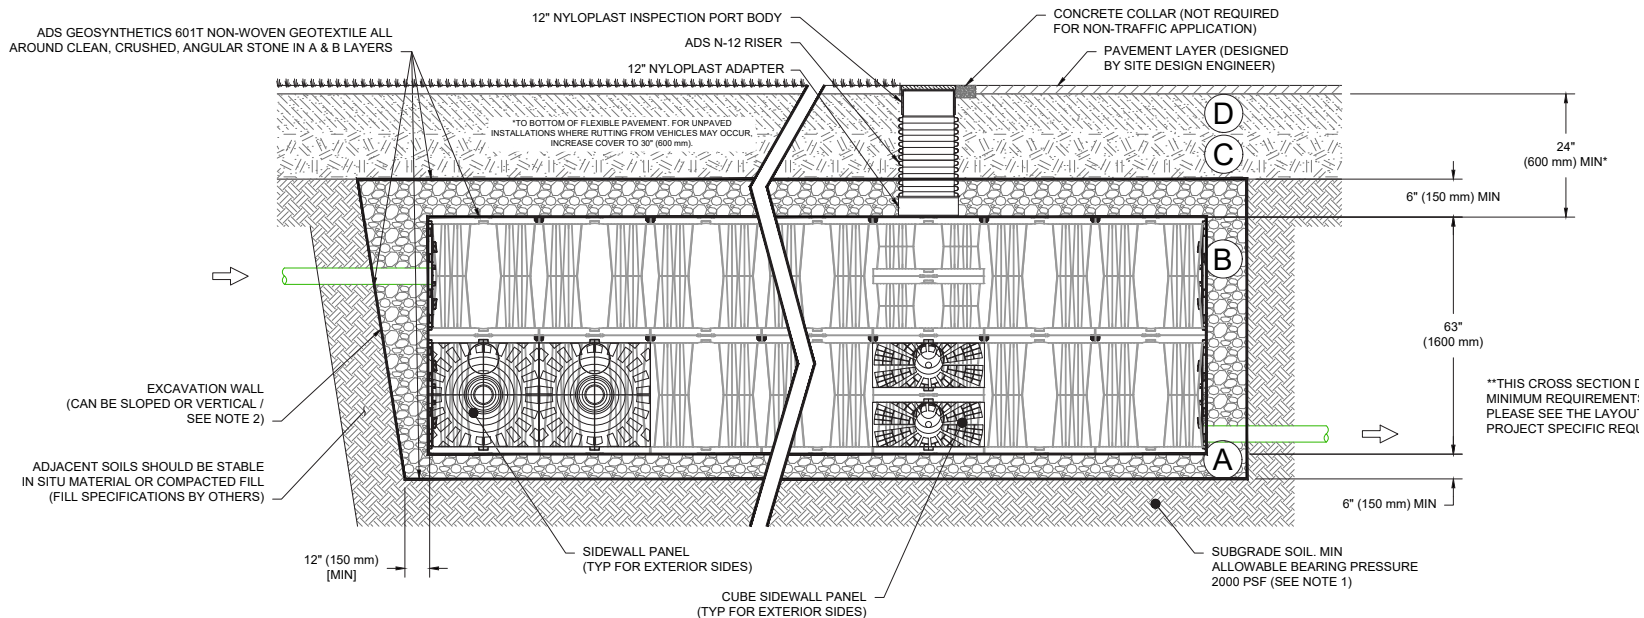 ADS GEOSYNTHETICS 601T NON-WOVEN GEOTEXTILE ALL
AROUND CLEAN, CRUSHED, ANGULAR STONE IN A & B LAYERS
12" NYLOPLAST INSPECTION PORT BODY
ADS N-12 RISER
12" NYLOPLAST ADAPTER
CONCRETE COLLAR (NOT REQUIRED
FOR NON-TRAFFIC APPLICATION)
PAVEMENT LAYER (DESIGNED
BY SITE DESIGN ENGINEER)
*TO BOTTOM OF FLEXIBLE PAVEMENT. FOR UNPAVED
INSTALLATIONS WHERE RUTTING FROM VEHICLES MAY OCCUR,
INCREASE COVER TO 30" (600 mm).
D
C
24"
(600 mm) MIN*
6" (150 mm) MIN
B
63"
(1600 mm)
EXCAVATION WALL
(CAN BE SLOPED OR VERTICAL /
SEE NOTE 2)
**THIS CROSS SECTION D
MINIMUM REQUIREMENTS
PLEASE SEE THE LAYOUT
PROJECT SPECIFIC REQU
A
ADJACENT SOILS SHOULD BE STABLE
IN SITU MATERIAL OR COMPACTED FILL
(FILL SPECIFICATIONS BY OTHERS)
6" (150 mm) MIN
12" (150 mm)
[MIN]
SIDEWALL PANEL
(TYP FOR EXTERIOR SIDES)
CUBE SIDEWALL PANEL
(TYP FOR EXTERIOR SIDES)
SUBGRADE SOIL. MIN
ALLOWABLE BEARING PRESSURE
2000 PSF (SEE NOTE 1)